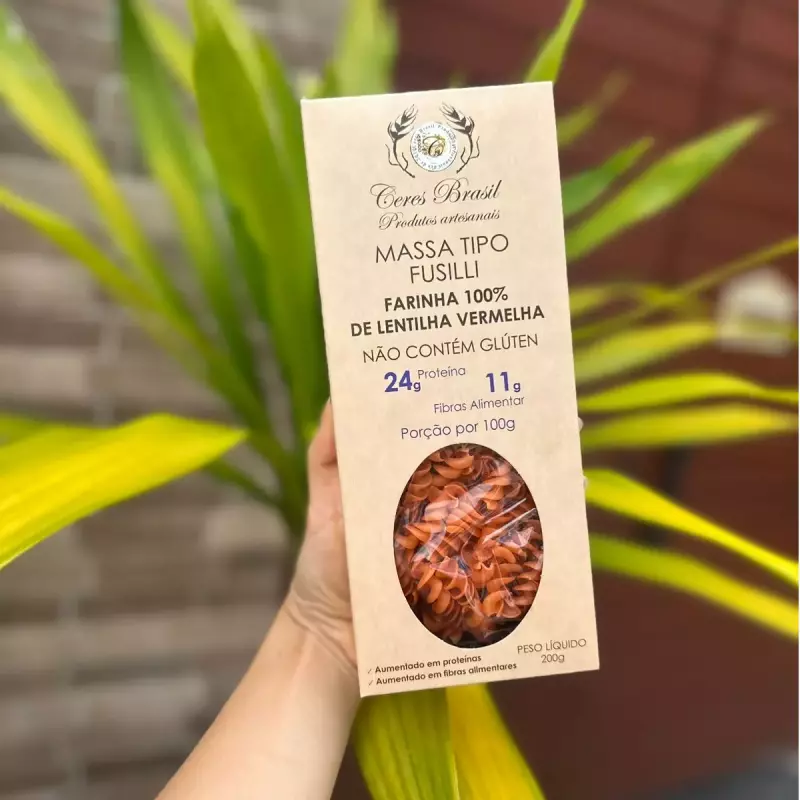 Ceres Brasil
Produtos artesanais
MASSA TIPO
FUSILLI
FARINHA 100%
DE LENTILHA VERMELHA
NÃO CONTÉM GLÚTEN
24g Proteína 11g
Fibras Alimentar
Porção por 100g
PESO LÍQUIDO
200g
✓ Aumentado em proteínas
✓ Aumentado em fibras alimentares